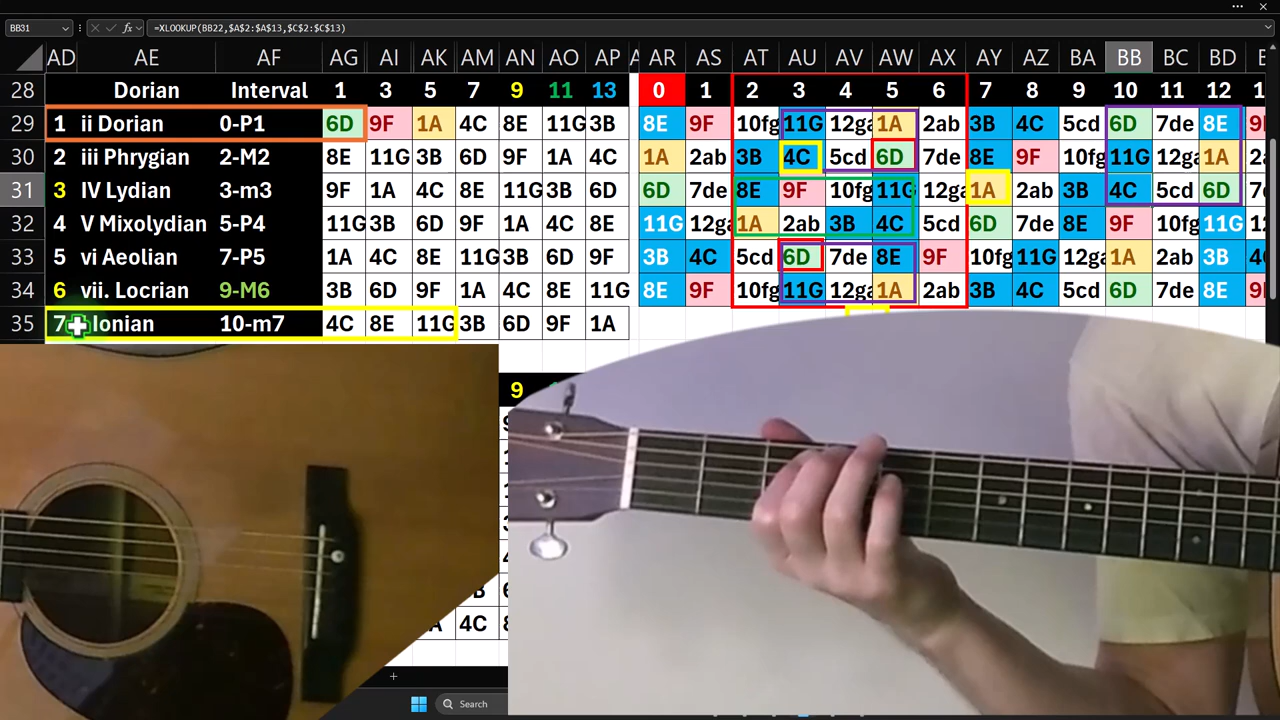 BB31 fx =XLOOKUP(BB22,$A$2:$A$13,$C$2:$C$13)
AD AE AF AG AI AK AM AN AO AP AR AS AT AU AV AW AX AY AZ BA BB BC BD
28 Dorian Interval 1 3 5 7 9 11 13 0 1 2 3 4 5 6 7 8 9 10 11 12
29 1 ii Dorian 0-P1 6D 9F 1A 4C 8E 11G 3B 8E 9F 10fg 11G 12ga 1A 2ab 3B 4C 5cd 6D 7de 8E
30 2 iii Phrygian 2-M2 8E 11G 3B 6D 9F 1A 4C 1A 2ab 3B 4C 5cd 6D 7de 8E 9F 10fg 11G 12ga 1A
31 3 IV Lydian 3-m3 9F 1A 4C 8E 11G 3B 6D 6D 7de 8E 9F 10fg 11G 12ga 1A 2ab 3B 4C 5cd 6D
32 4 V Mixolydian 5-P4 11G 3B 6D 9F 1A 4C 8E 11G 12ga 1A 2ab 3B 4C 5cd 6D 7de 8E 9F 10fg 11G
33 5 vi Aeolian 7-P5 1A 4C 8E 11G 3B 6D 9F 3B 4C 5cd 6D 7de 8E 9F 10fg 11G 12ga 1A 2ab 3B
34 6 vii. Locrian 9-M6 3B 6D 9F 1A 4C 8E 11G 8E 9F 10fg 11G 12ga 1A 2ab 3B 4C 5cd 6D 7de 8E
35 7 Ionian 10-m7 4C 8E 11G 3B 6D 9F 1A
9
4C 8
Search